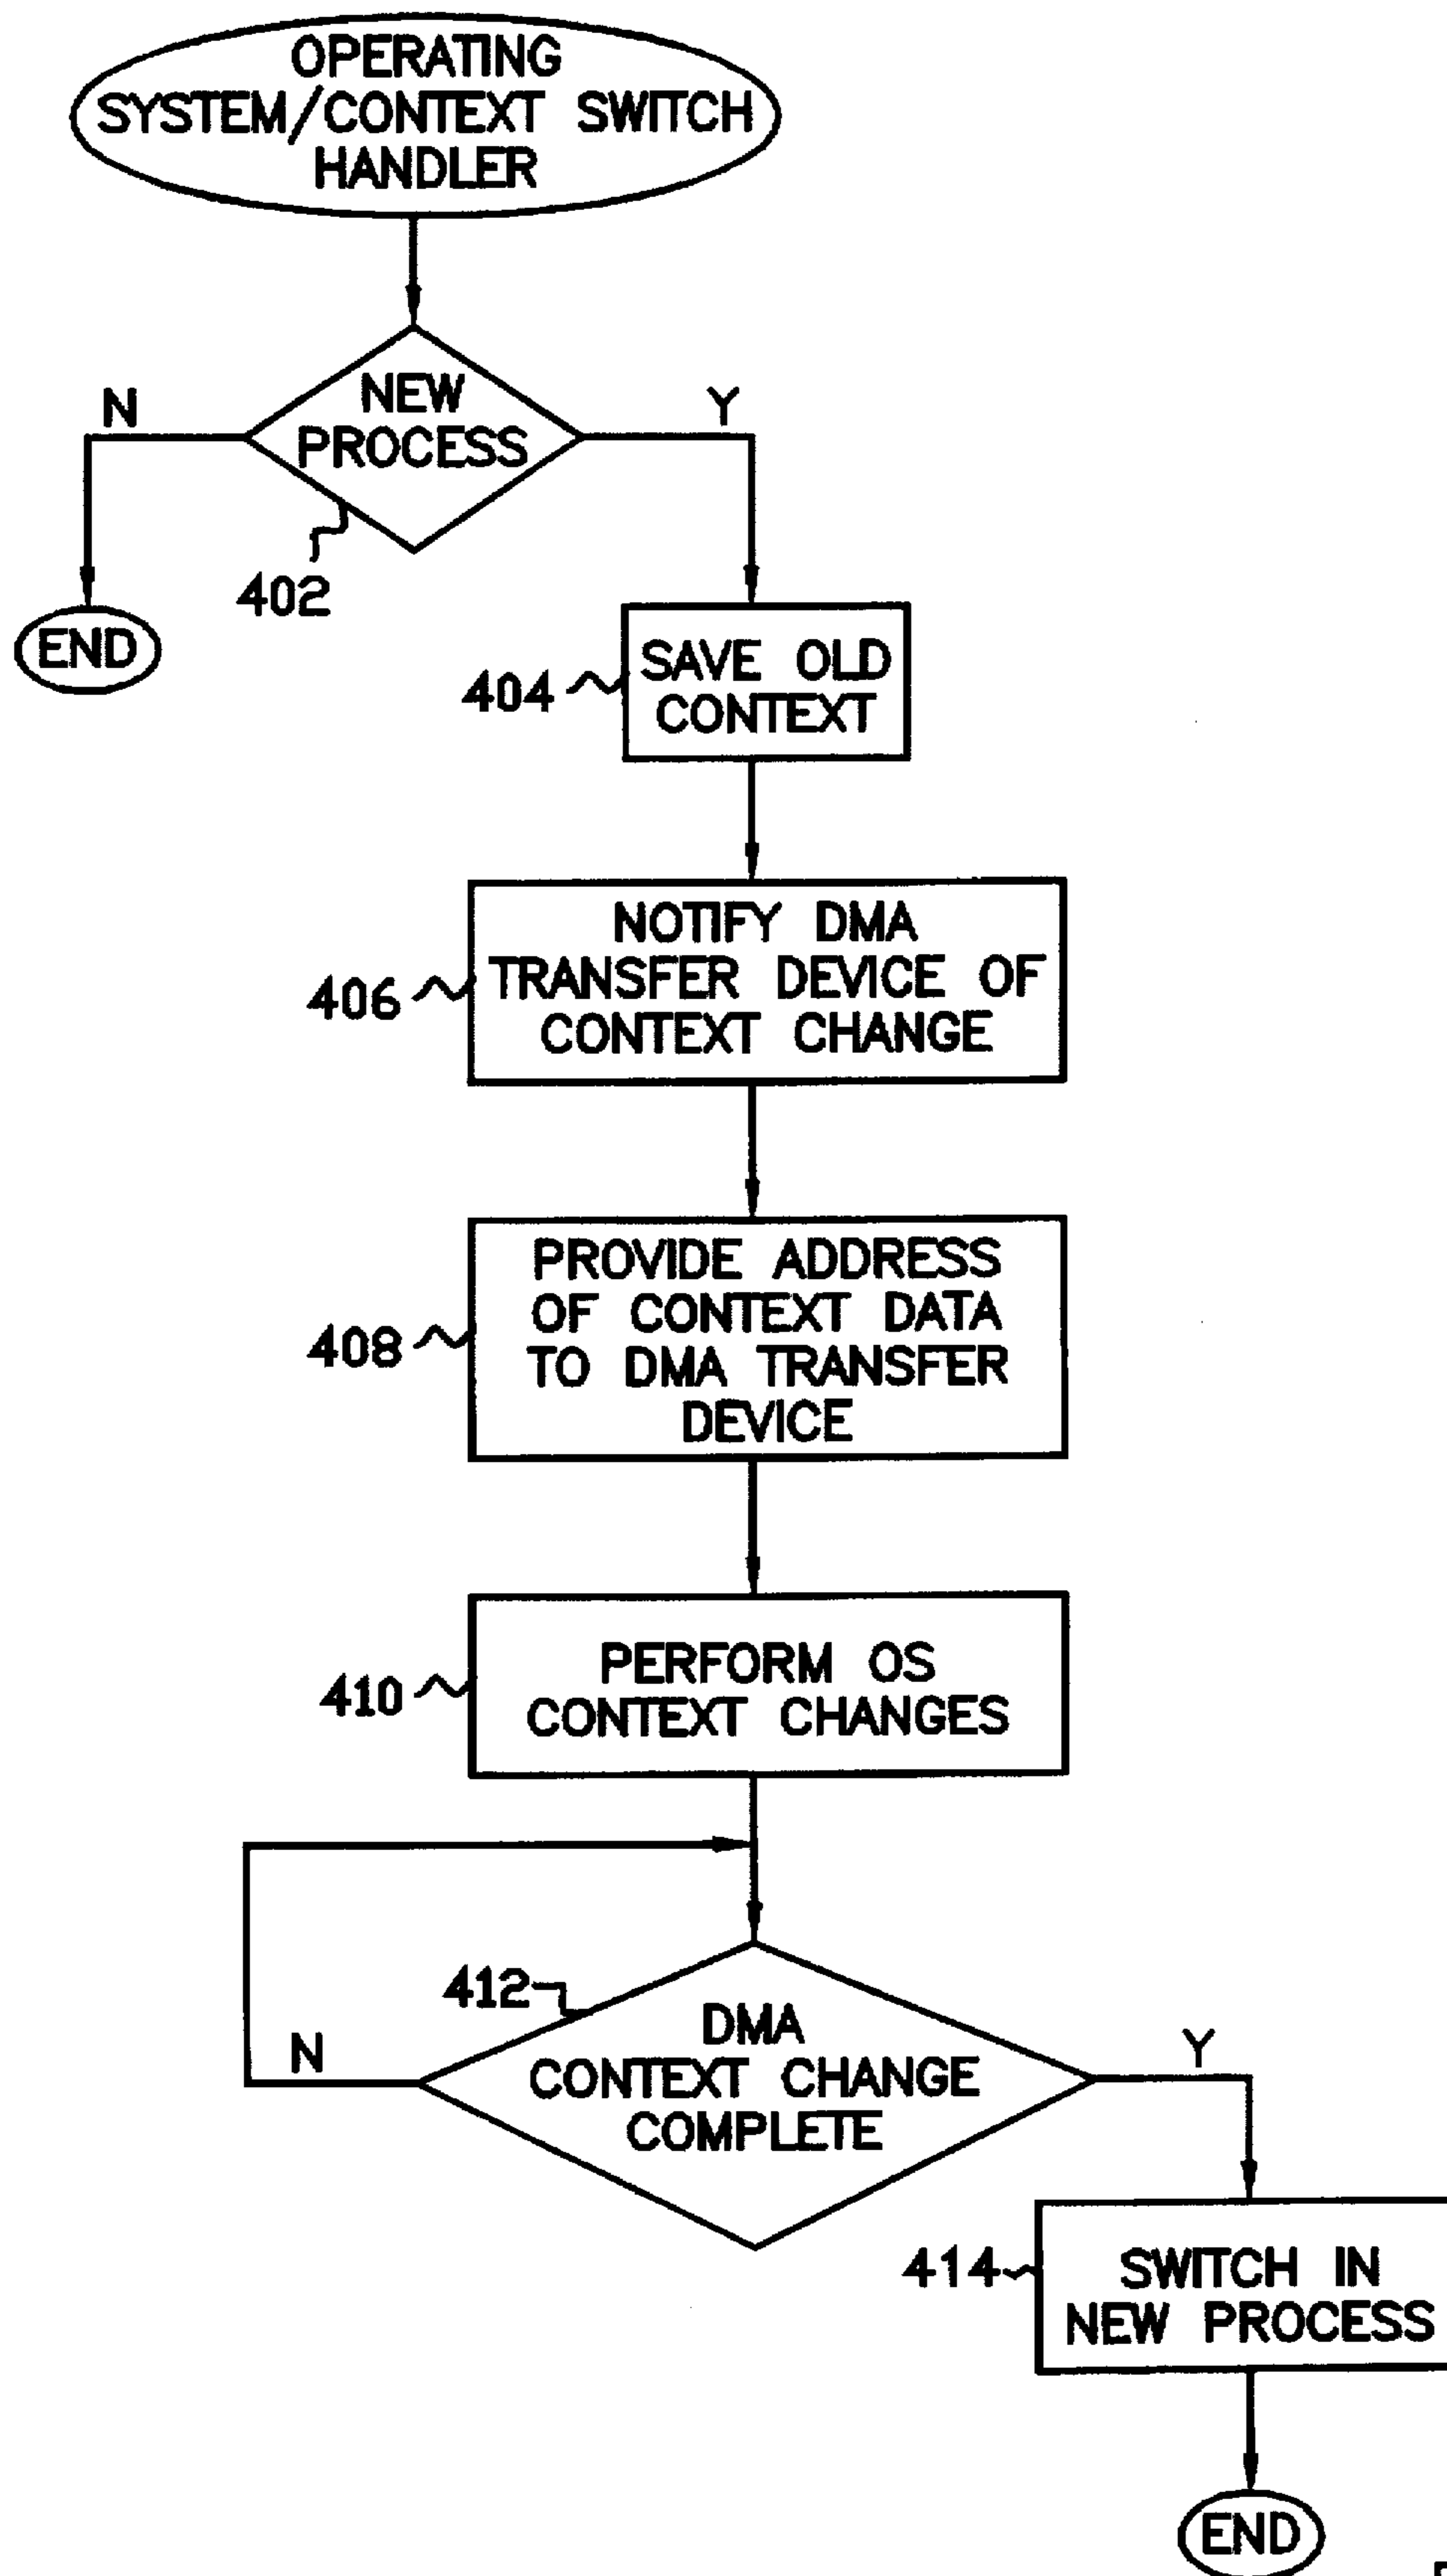 OPERATING
SYSTEM/CONTEXT SWITCH
HANDLER
N
NEW
PROCESS
Y
402
END
404
SAVE OLD
CONTEXT
406
NOTIFY DMA
TRANSFER DEVICE OF
CONTEXT CHANGE
408
PROVIDE ADDRESS
OF CONTEXT DATA
TO DMA TRANSFER
DEVICE
410
PERFORM OS
CONTEXT CHANGES
412
N
DMA
CONTEXT CHANGE
COMPLETE
Y
414
SWITCH IN
NEW PROCESS
END